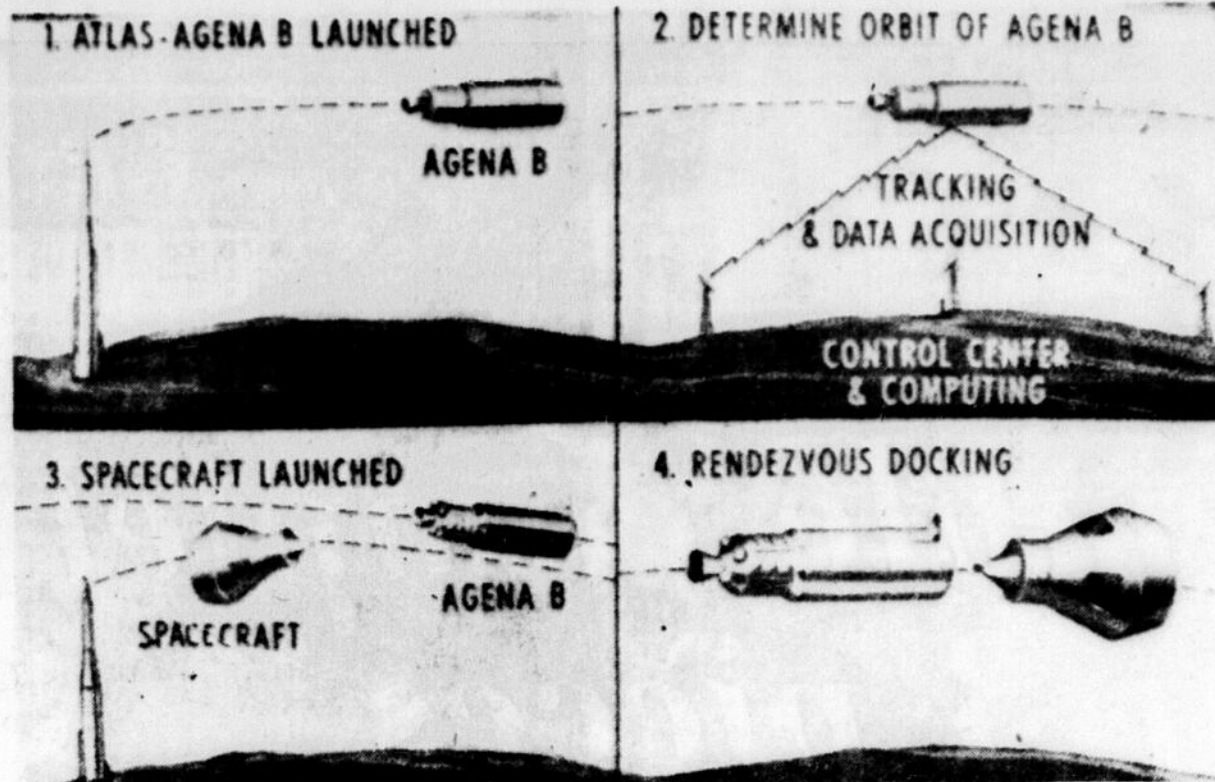 1. ATLAS-AGENA B LAUNCHED
AGENA B
2. DETERMINE ORBIT OF AGENA B
TRACKING
& DATA ACQUISITION
CONTROL CENTER
& COMPUTING
3. SPACECRAFT LAUNCHED
SPACECRAFT
AGENA B
4. RENDEZVOUS DOCKING